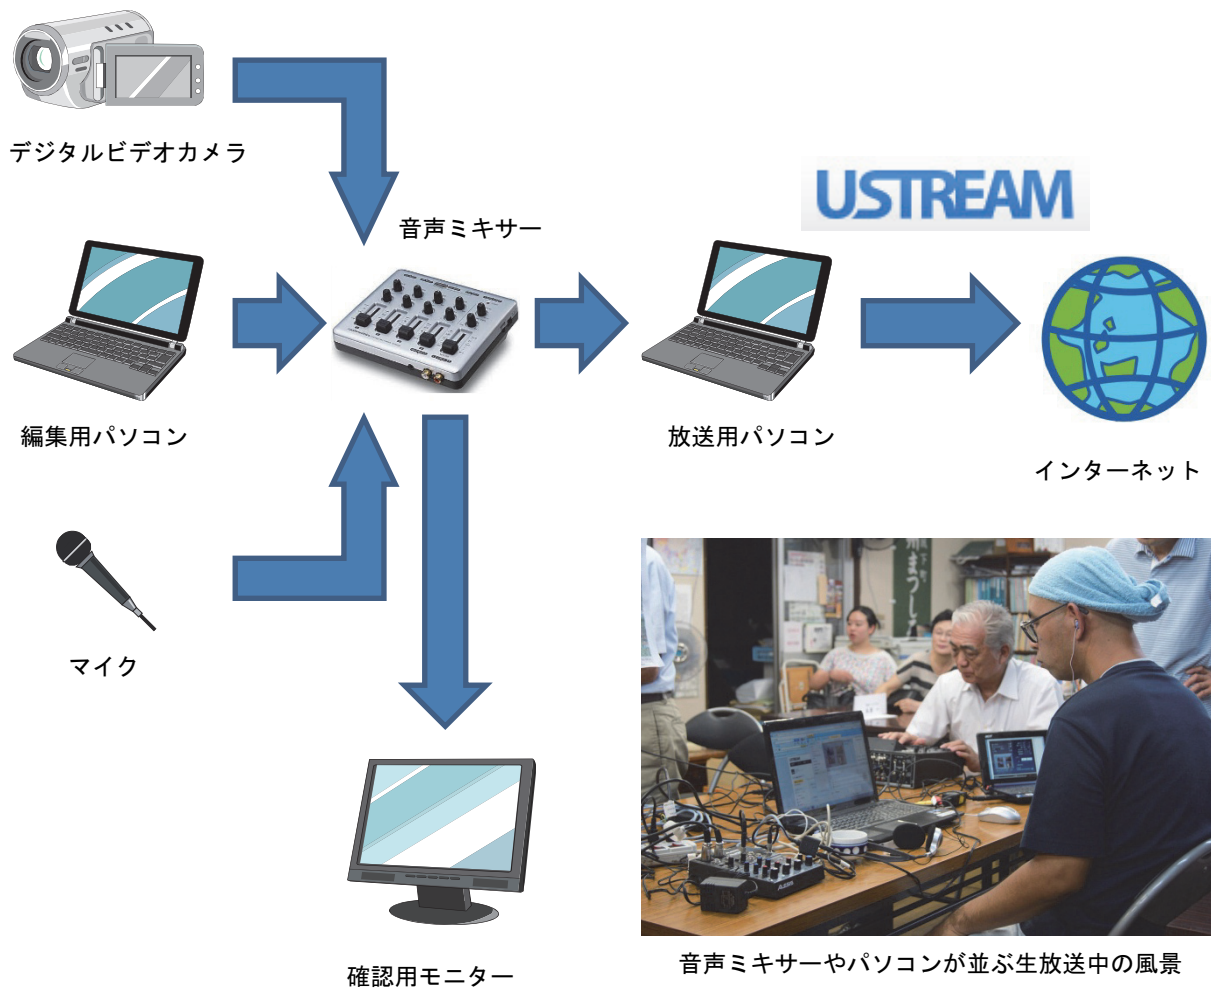 デジタルビデオカメラ
USTREAM
音声ミキサー
編集用パソコン
放送用パソコン
インターネット
マイク
確認用モニター
ALESIS
音声ミキサーやパソコンが並ぶ生放送中の風景